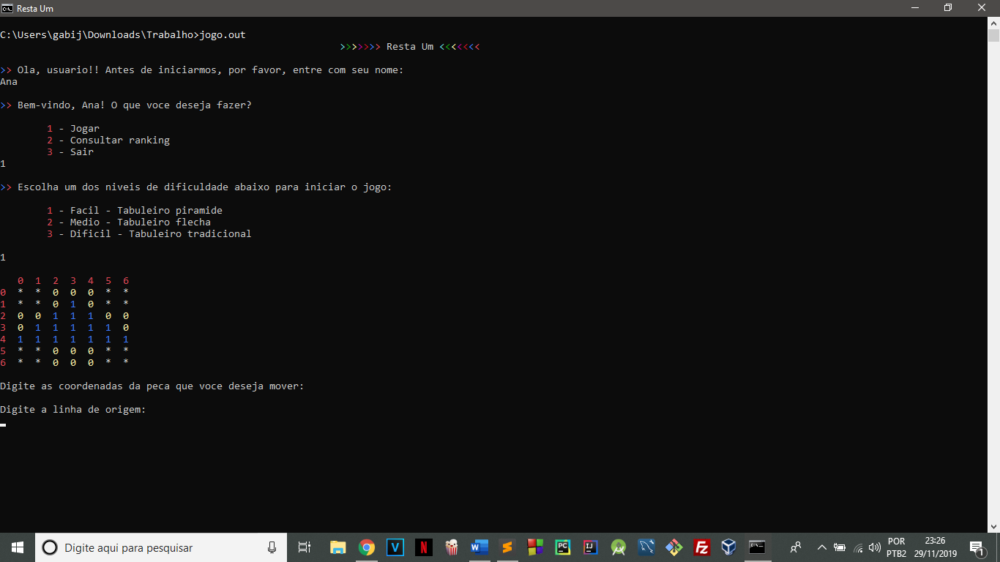 Resta Um
C:\Users\gabij\Downloads\Trabalho>jogo.out
>>>>>>> Resta Um <<<<<<<
>> Ola, usuario!! Antes de iniciarmos, por favor, entre com seu nome:
Ana
>> Bem-vindo, Ana! O que voce deseja fazer?
1 - Jogar
2 - Consultar ranking
3 - Sair
1
>> Escolha um dos niveis de dificuldade abaixo para iniciar o jogo:
1 - Facil - Tabuleiro piramide
2 - Medio - Tabuleiro flecha
3 - Dificil - Tabuleiro tradicional
1
0 1 2 3 4 5 6
0 * * 0 0 0 * *
1 * * 0 1 0 * *
2 0 0 1 1 1 0 0
3 0 1 1 1 1 1 0
4 1 1 1 1 1 1 1
5 * * 0 0 0 * *
6 * * 0 0 0 * *
Digite as coordenadas da peca que voce deseja mover:
Digite a linha de origem:
Digite aqui para pesquisar
POR
PTB2
23:26
29/11/2019
1